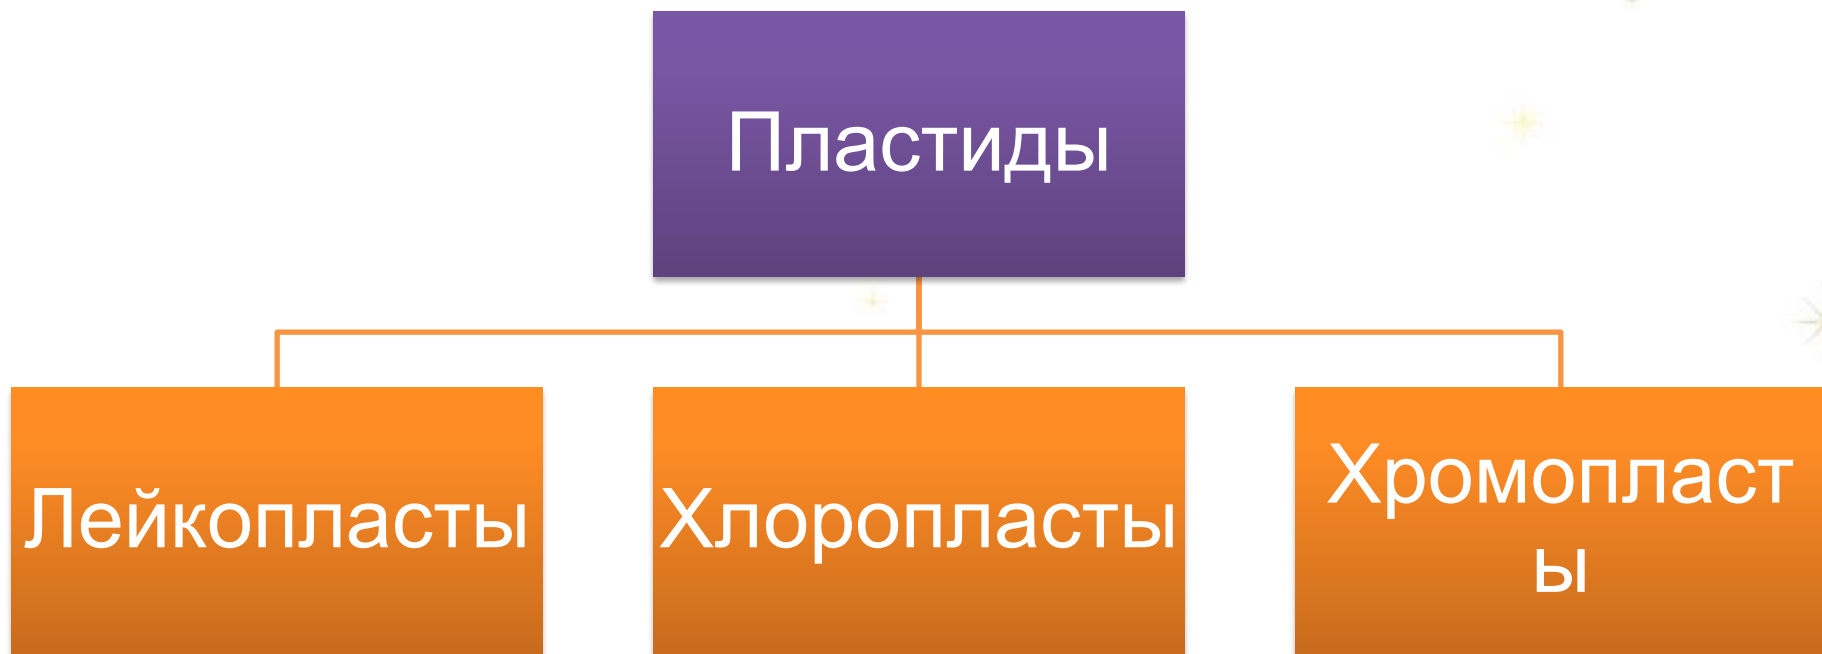 Пластиды
Лейкопласты
Хлоропласты
Хромопласт
ы